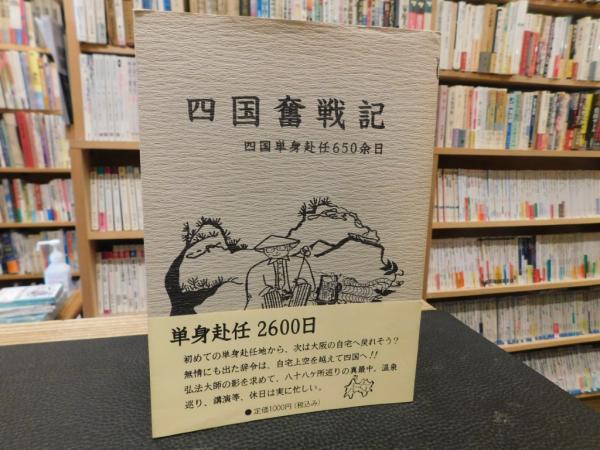 四国奮戦記
四国単身赴任650余日
単身赴任 2600日
初めての単身赴任地から、次は大阪の自宅へ戻れそう?
無情にも出た辞令は、自宅上空を越えて四国へ!!
弘法大師の影を求めて、八十八ヶ所巡りの真最中。温泉
巡り、講演等、休日は実に忙しい。
●定価1000円(税込み)